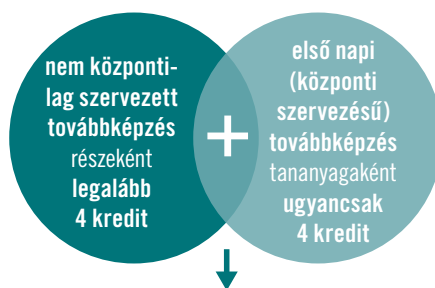 nem központi-
lag szervezett
továbbképzés
részeként
legalább
4 kredit
+
első napi
(központi
szervezésű)
továbbképzés
tananyagaként
ugyancsak
4 kredit